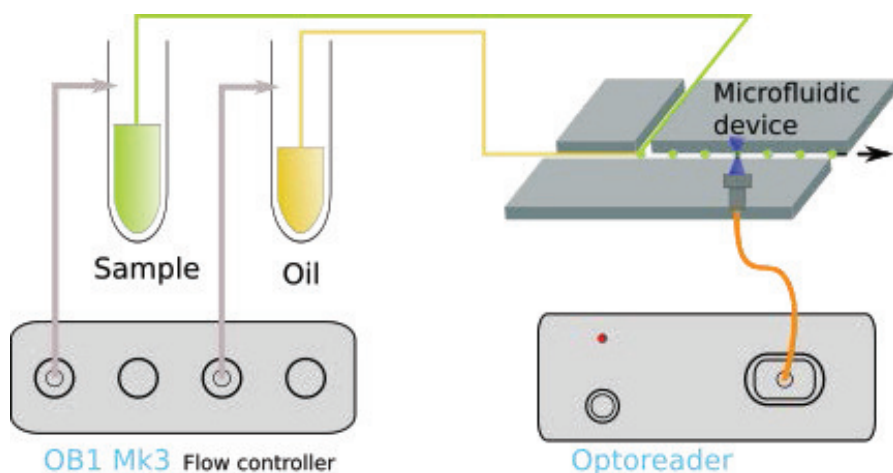 Microfluidic
device
Sample
Oil
OB1 Mk3 Flow controller
Optoreader